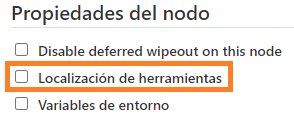 Propiedades del nodo
Disable deferred wipeout on this node
Localización de herramientas
Variables de entorno